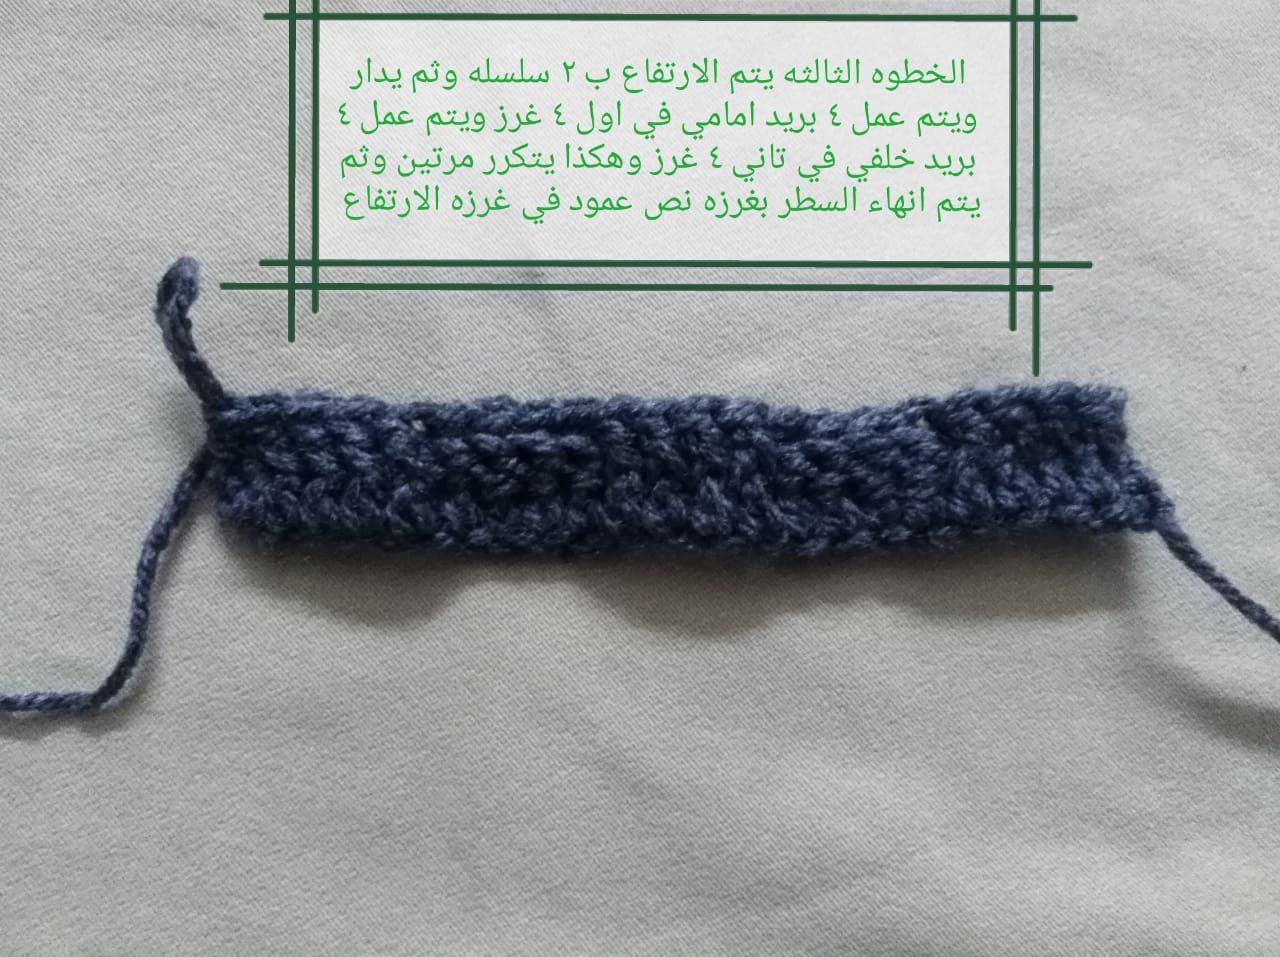 الخطوه الثالثه يتم الارتفاع ب ٢ سلسله وثم يدار
ويتم عمل ٤ بريد امامي في اول ٤ غرز ويتم عمل ٤
بريد خلفي في تاني ٤ غرز وهكذا يتكرر مرتين وثم
يتم انهاء السطر بغرزه نص عمود في غرزه الارتفاع